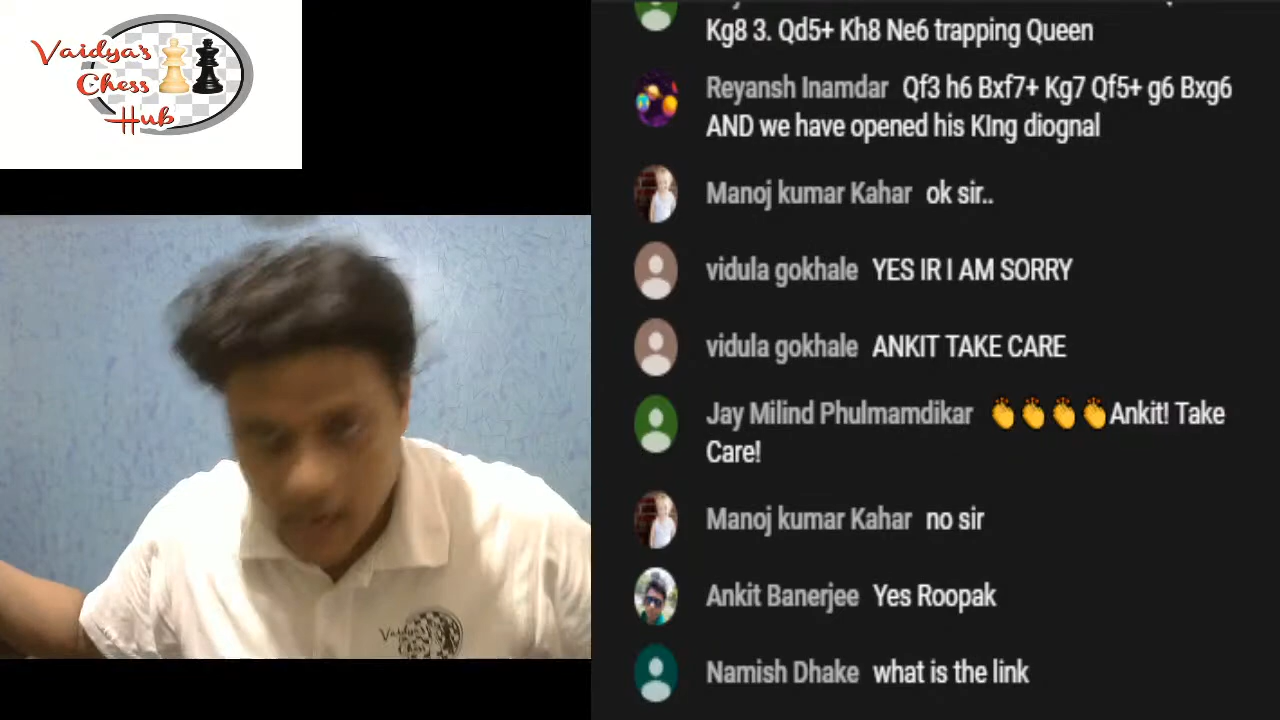 Vaidya's
Chess
Hub
Kg8 3. Qd5+ Kh8 Ne6 trapping Queen
Reyansh Inamdar Qf3 h6 Bxf7+ Kg7 Qf5+ g6 Bxg6
AND we have opened his KIng diognal
Manoj kumar Kahar ok sir..
vidula gokhale YES IR I AM SORRY
vidula gokhale ANKIT TAKE CARE
Jay Milind Phulmamdikar 👏👏👏👏Ankit! Take
Care!
Manoj kumar Kahar no sir
Ankit Banerjee Yes Roopak
Namish Dhake what is the link
Vaidya's